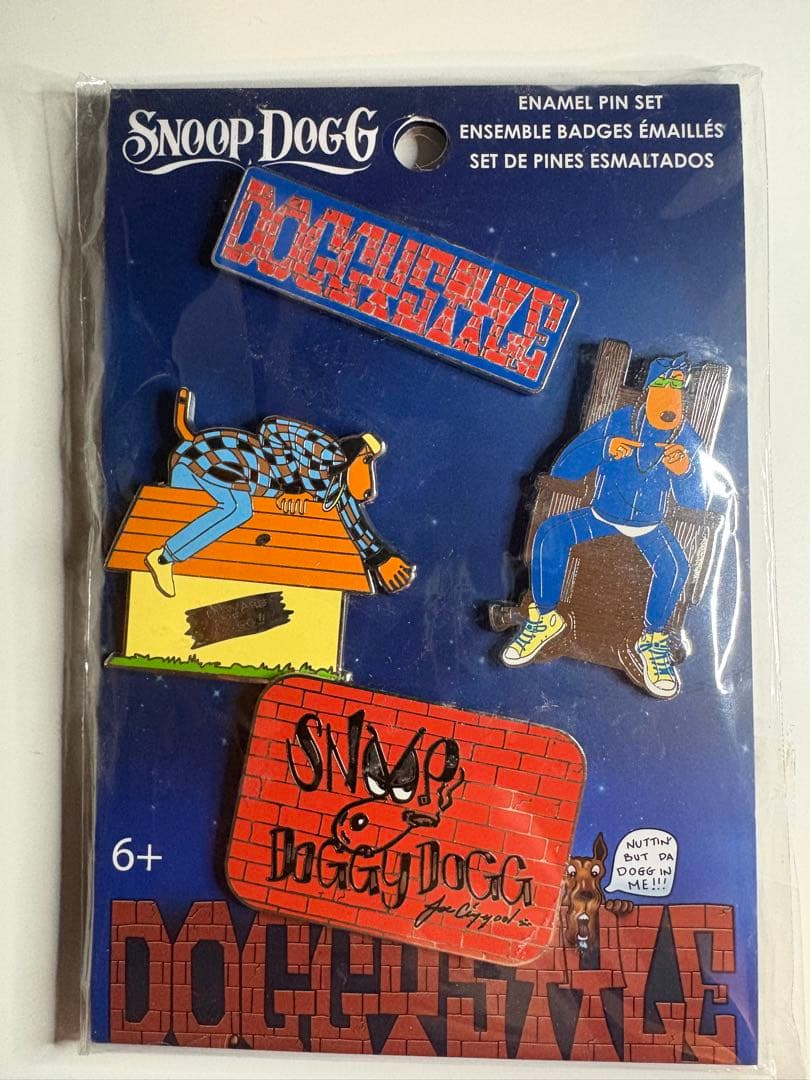 SNOOP DOGG
ENAMEL PIN SET
ENSEMBLE BADGES ÉMAILLÉS
SET DE PINES ESMALTADOS
DOGGYSTYLE
SNOOP
DOGGY DOGG
6+
NUTTIN'
BUT DA
DOGG IN
ME!!!
DOGGYSTYLE